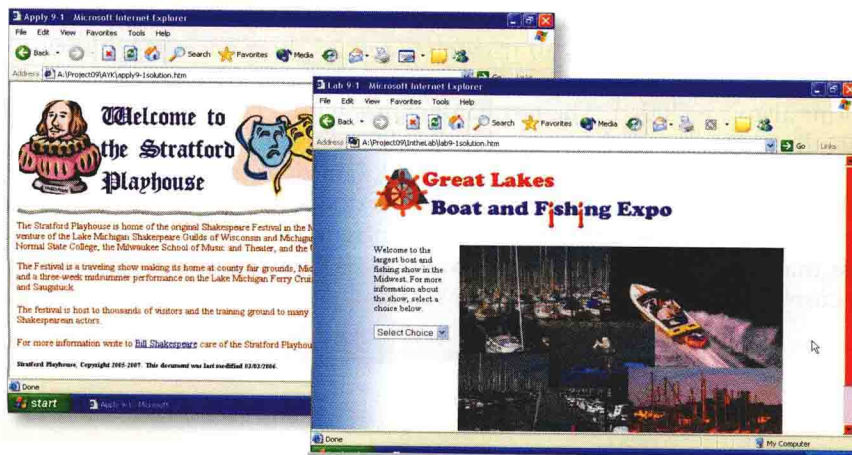 Apply 9-1 Microsoft Internet Explorer
File Edit View Favorites Tools Help
Back Search Favorites Media
Address A:\Project09\AYK\apply9-1solution.htm Go Links
Welcome to
the Stratford
Playhouse
The Stratford Playhouse is home of the original Shakespeare Festival in the
venture of the Lake Michigan Shakespeare Guilds of Wisconsin and Michigan
Normal State College, the Milwaukee School of Music and Theater, and the
The Festival is a traveling show making its home at county fair grounds,
and a three-week midsummer performance on the Lake Michigan Ferry
and Saugatuck.
The festival is host to thousands of visitors and the training ground to many
Shakespearean actors.
For more information write to Bill Shakespeare care of the Stratford
Stratford Playhouse, Copyright 2005-2007. This document was last modified 03/03/2006.
Done
start Apply 9-1 - Microsoft
Lab 9-1 Microsoft Internet Explorer
File Edit View Favorites Tools Help
Back Search Favorites Media
Address A:\Project09\IntheLab\lab9-1solution.htm Go Links
Great Lakes
Boat and Fishing Expo
Welcome to the
largest boat and
fishing show in the
Midwest. For more
information about
the show, select a
choice below.
Select Choice
Done My Computer